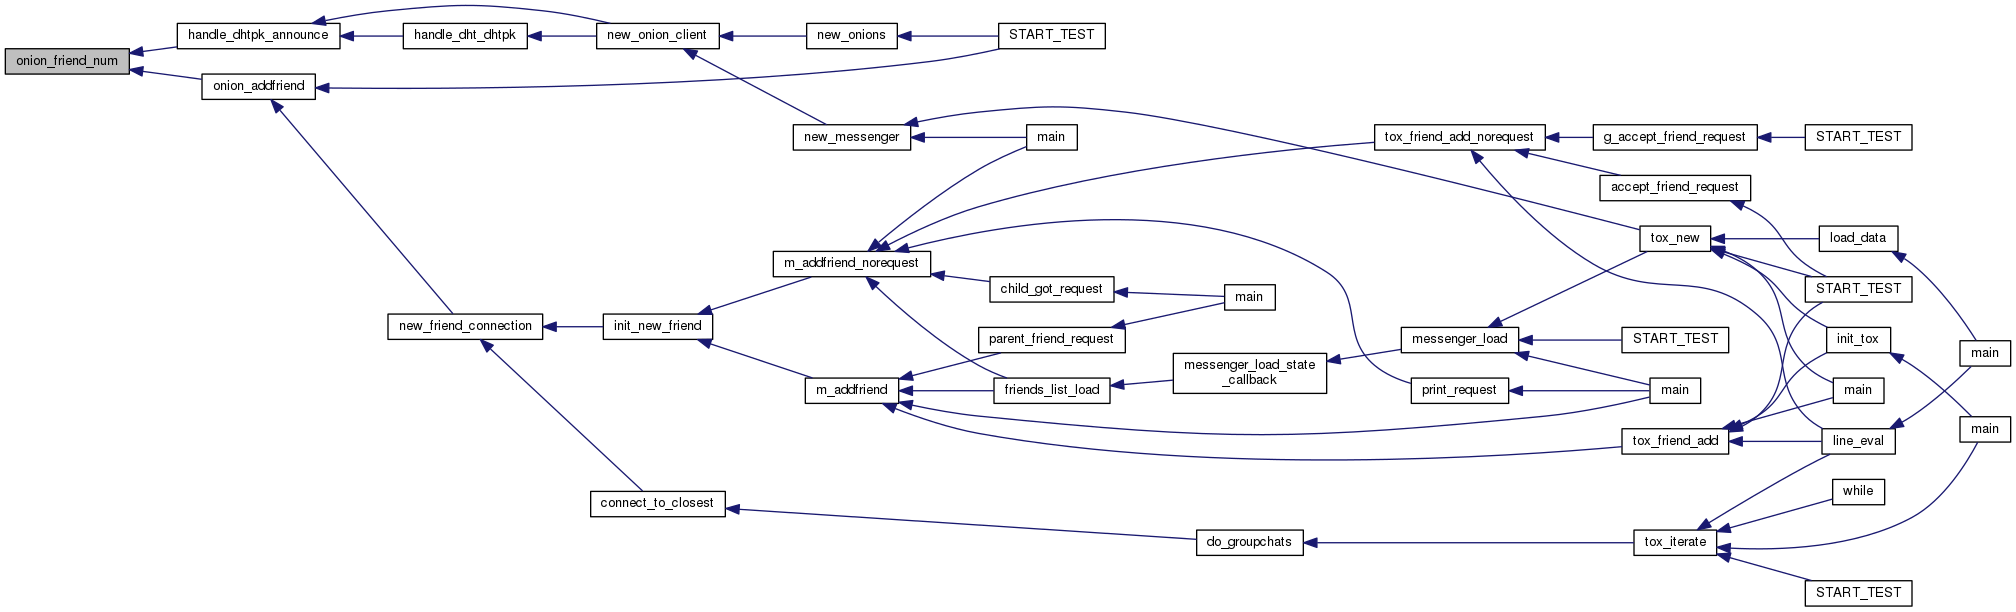 handle_dhtpk_announce
handle_dht_dhtpk
new_onion_client
new_onions
START_TEST
onion_friend_num
onion_addfriend
new_messenger
main
tox_friend_add_norequest
g_accept_friend_request
START_TEST
accept_friend_request
tox_new
load_data
m_addfriend_norequest
child_got_request
main
START_TEST
new_friend_connection
init_new_friend
parent_friend_request
messenger_load
START_TEST
init_tox
main
messenger_load_state
_callback
m_addfriend
friends_list_load
print_request
main
main
tox_friend_add
line_eval
main
connect_to_closest
while
do_groupchats
tox_iterate
START_TEST